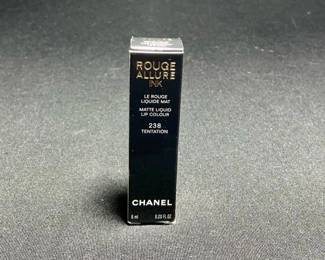 ROUGE
ALLURE
INK
LE ROUGE
LIQUIDE MAT
MATTE LIQUID
LIP COLOUR
238
TENTATION
CHANEL
6 ml 0.20 FL.OZ.